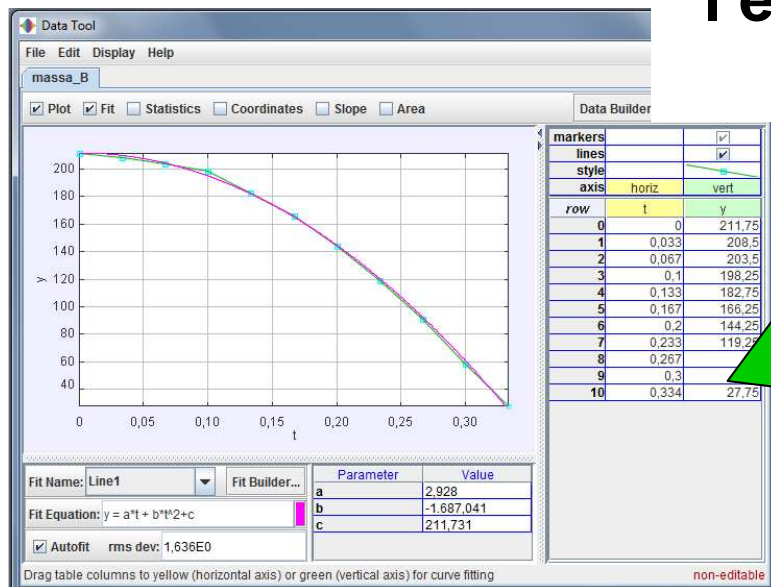 Data Tool
File Edit Display Help
massa_B
Plot Fit Statistics Coordinates Slope Area Data Builder
markers
lines
style
axis horiz vert
row t y
0 0 211,75
1 0,033 208,5
2 0,067 203,5
3 0,1 198,25
4 0,133 182,75
5 0,167 166,25
6 0,2 144,25
7 0,233 119,25
8 0,267
9 0,3
10 0,334 27,75
200
180
160
140
y 120
100
80
60
40
0 0,05 0,10 0,15 0,20 0,25 0,30
t
Fit Name: Line1 Fit Builder...
Fit Equation: y = a*t + b*t^2+c
Autofit rms dev: 1,636E0
Parameter Value
a 2,928
b -1.687,041
c 211,731
Drag table columns to yellow (horizontal axis) or green (vertical axis) for curve fitting non-editable